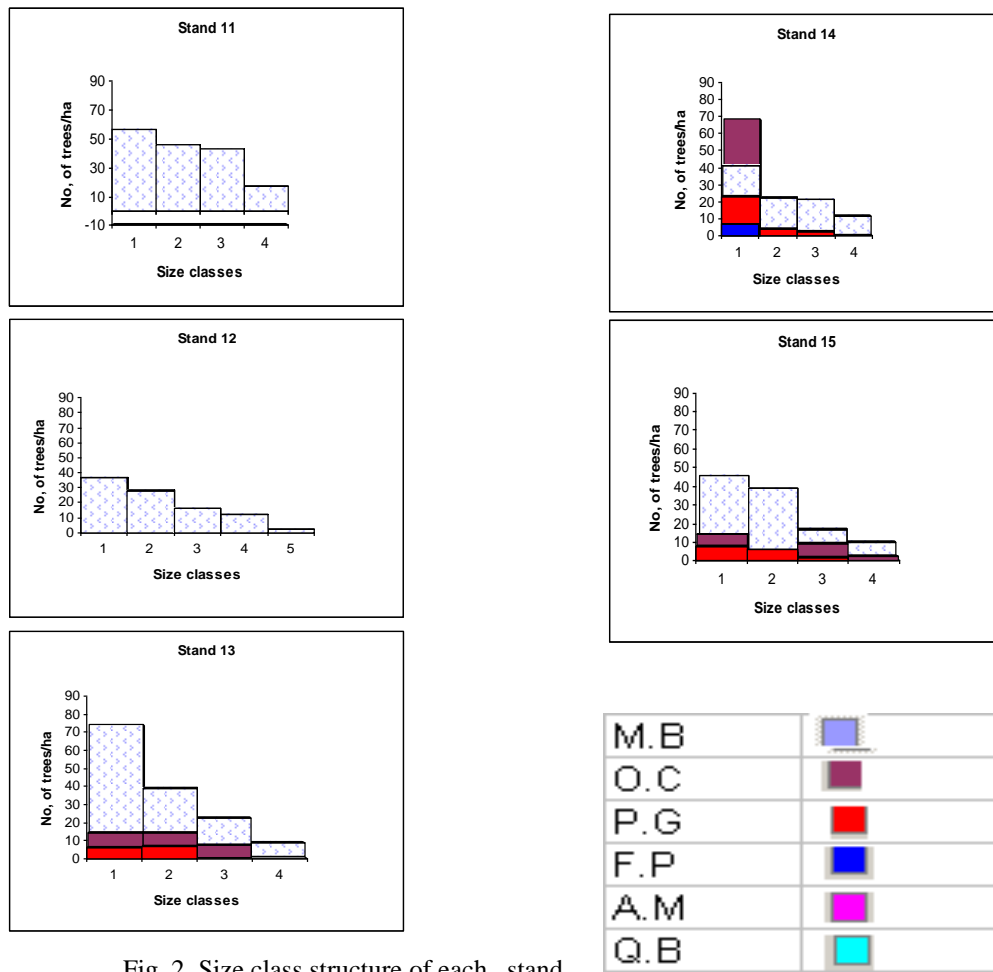 Stand 11
No, of trees/ha
90
70
50
30
10
-10
1 2 3 4
Size classes
Stand 12
No, of trees/ha
90
80
70
60
50
40
30
20
10
0
1 2 3 4 5
Size classes
Stand 13
No, of trees/ha
90
80
70
60
50
40
30
20
10
0
1 2 3 4
Size classes
Stand 14
No, of trees/ha
90
80
70
60
50
40
30
20
10
0
1 2 3 4
Size classes
Stand 15
No, of trees/ha
90
80
70
60
50
40
30
20
10
0
1 2 3 4
Size classes
M.B
O.C
P.G
F.P
A.M
Q.B
Fig. 2. Size class structure of each stand